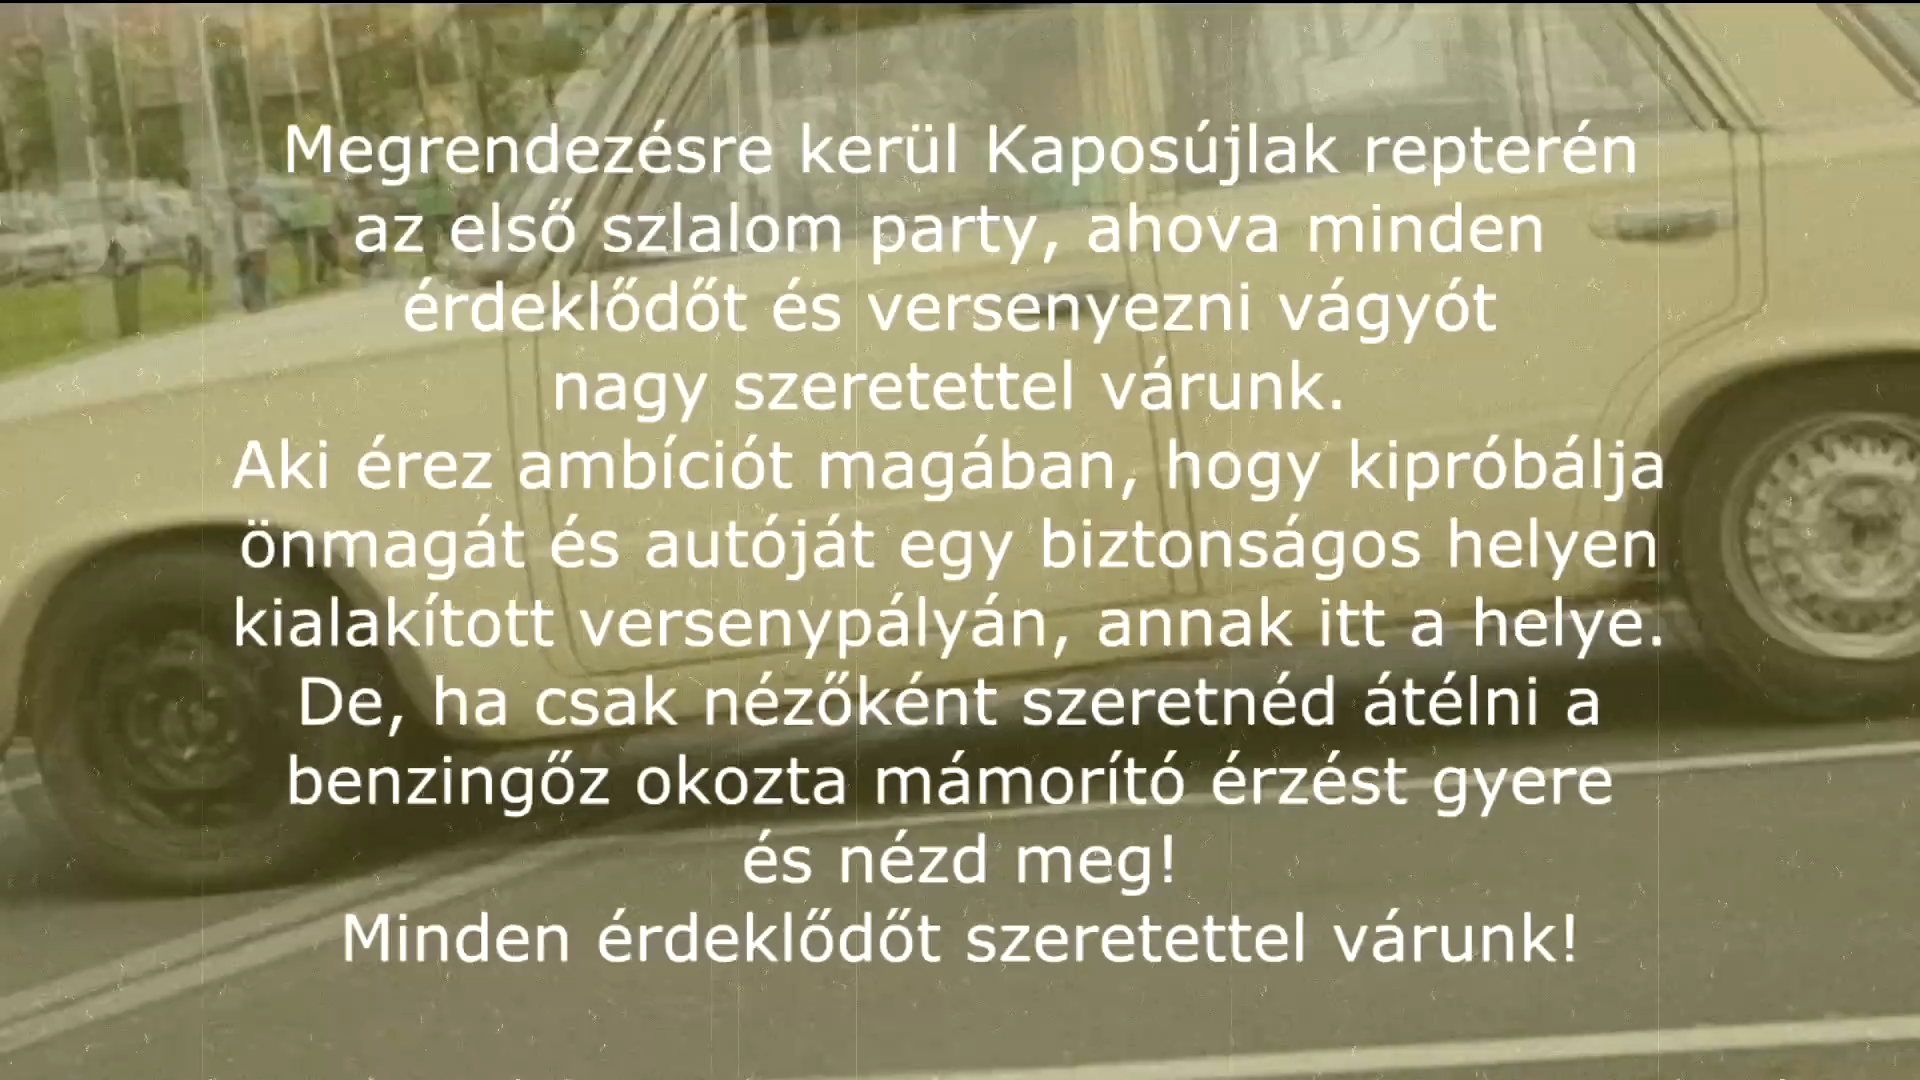 Megrendezésre kerül Kaposújlak repterén
az első szlalom party, ahova minden
érdeklődőt és versenyezni vágyót
nagy szeretettel várunk.
Aki érez ambíciót magában, hogy kipróbálja
önmagát és autóját egy biztonságos helyen
kialakított versenypályán, annak itt a helye.
De, ha csak nézőként szeretnéd átélni a
benzingőz okozta mámorító érzést gyere
és nézd meg!
Minden érdeklődőt szeretettel várunk!